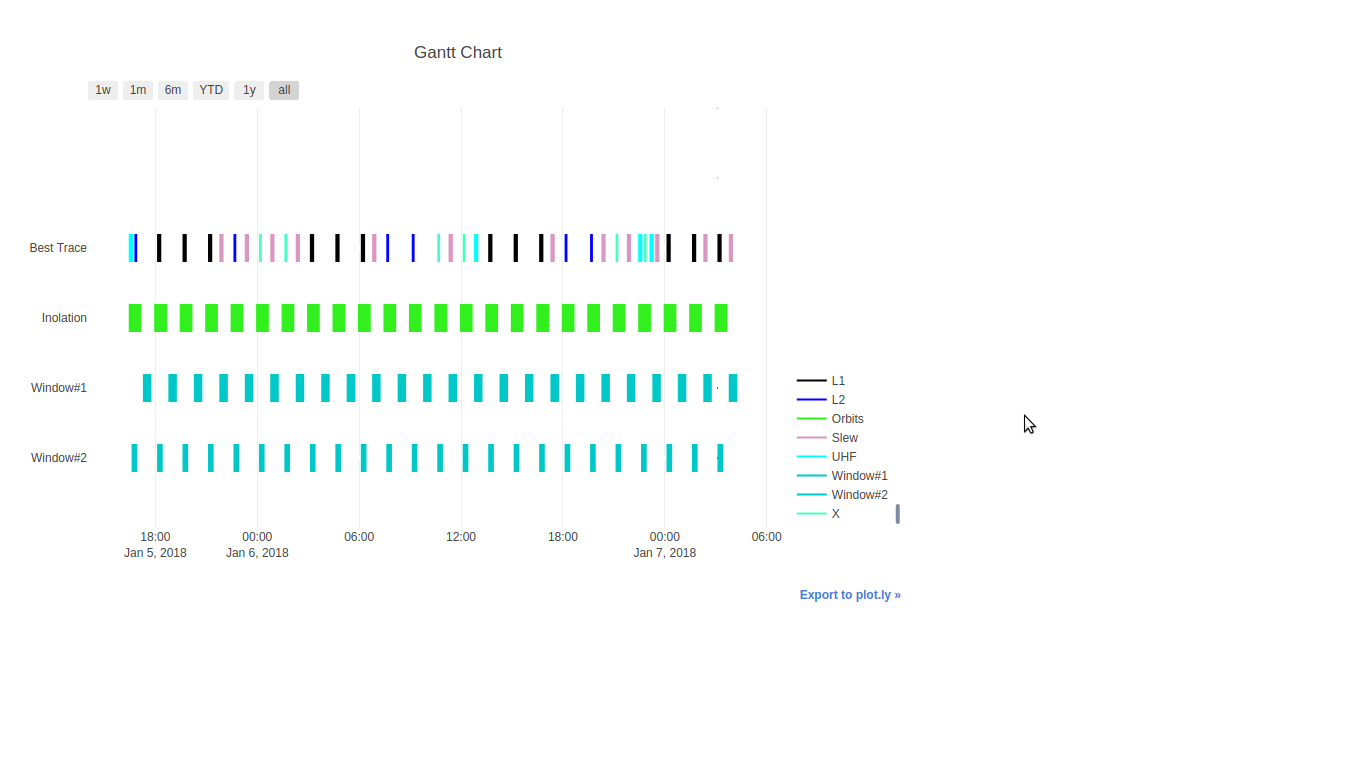 Gantt Chart
1w 1m 6m YTD 1y all
Best Trace
Inolation
Window#1
Window#2
L1
L2
Orbits
Slew
UHF
Window#1
Window#2
X
18:00 00:00 06:00 12:00 18:00 00:00 06:00
Jan 5, 2018 Jan 6, 2018 Jan 7, 2018
Export to plot.ly »